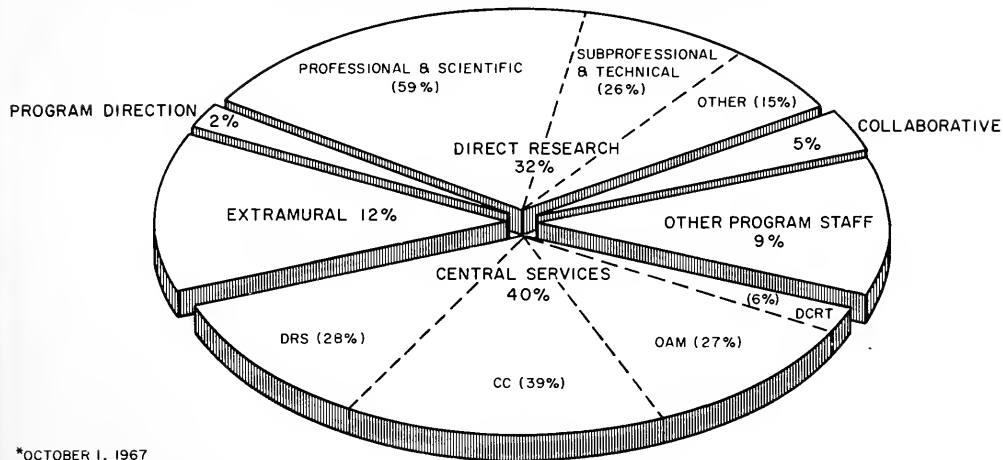 PROFESSIONAL & SCIENTIFIC
(59%)
SUBPROFESSIONAL
& TECHNICAL
(26%)
OTHER (15%)
PROGRAM DIRECTION
2%
DIRECT RESEARCH
32%
COLLABORATIVE
5%
EXTRAMURAL 12%
OTHER PROGRAM STAFF
9%
CENTRAL SERVICES
40%
(6%)
DCRT
DRS (28%)
OAM (27%)
CC (39%)
*OCTOBER 1, 1967